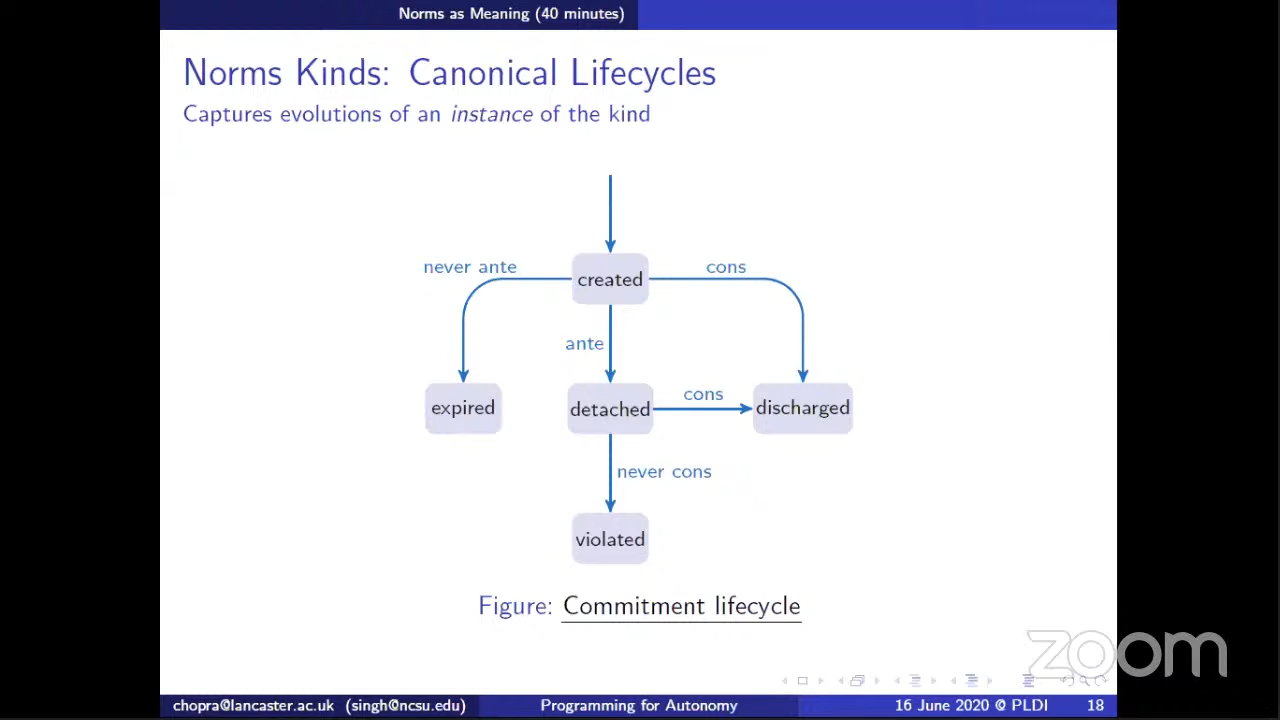 Norms as Meaning (40 minutes)
Norms Kinds: Canonical Lifecycles
Captures evolutions of an instance of the kind
never ante
created
cons
ante
expired
detached
cons
discharged
never cons
violated
Figure: Commitment lifecycle
zoom
chopra@lancaster.ac.uk (singh@ncsu.edu)
Programming for Autonomy
16 June 2020 @ PLDI
18